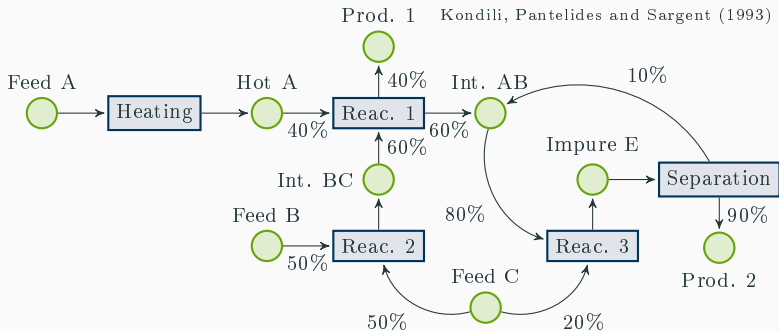 Prod. 1
Kondili, Pantelides and Sargent (1993)
Feed A
Hot A
40%
Int. AB
10%
Heating
Reac. 1
40%
60%
60%
Impure E
Int. BC
Separation
Feed B
80%
90%
Reac. 2
Reac. 3
50%
Feed C
Prod. 2
50%
20%